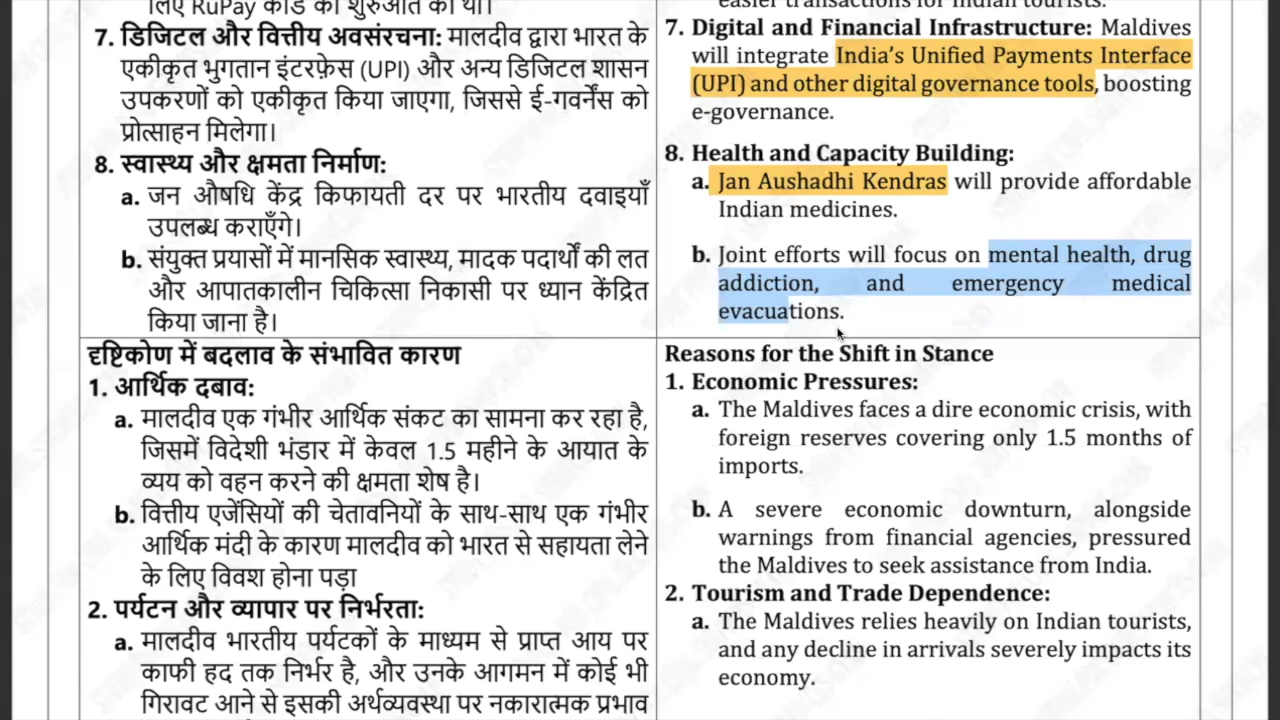 लिए RuPay कार्ड की शुरुआत की थी।
7. डिजिटल और वित्तीय अवसंरचना: मालदीव द्वारा भारत के
एकीकृत भुगतान इंटरफ़ेस (UPI) और अन्य डिजिटल शासन
उपकरणों को एकीकृत किया जाएगा, जिससे ई-गवर्नेंस को
प्रोत्साहन मिलेगा।
8. स्वास्थ्य और क्षमता निर्माण:
a. जन औषधि केंद्र किफायती दर पर भारतीय दवाइयाँ
उपलब्ध कराएँगे।
b. संयुक्त प्रयासों में मानसिक स्वास्थ्य, मादक पदार्थों की लत
और आपातकालीन चिकित्सा निकासी पर ध्यान केंद्रित
किया जाना है।
दृष्टिकोण में बदलाव के संभावित कारण
1. आर्थिक दबाव:
a. मालदीव एक गंभीर आर्थिक संकट का सामना कर रहा है,
जिसमें विदेशी भंडार में केवल 1.5 महीने के आयात के
व्यय को वहन करने की क्षमता शेष है।
b. वित्तीय एजेंसियों की चेतावनियों के साथ-साथ एक गंभीर
आर्थिक मंदी के कारण मालदीव को भारत से सहायता लेने
के लिए विवश होना पड़ा
2. पर्यटन और व्यापार पर निर्भरता:
a. मालदीव भारतीय पर्यटकों के माध्यम से प्राप्त आय पर
काफी हद तक निर्भर है, और उनके आगमन में कोई भी
गिरावट आने से इसकी अर्थव्यवस्था पर नकारात्मक प्रभाव
easier transactions for Indian tourists.
7. Digital and Financial Infrastructure: Maldives
will integrate India’s Unified Payments Interface
(UPI) and other digital governance tools, boosting
e-governance.
8. Health and Capacity Building:
a. Jan Aushadhi Kendras will provide affordable
Indian medicines.
b. Joint efforts will focus on mental health, drug
addiction, and emergency medical
evacuations.
Reasons for the Shift in Stance
1. Economic Pressures:
a. The Maldives faces a dire economic crisis, with
foreign reserves covering only 1.5 months of
imports.
b. A severe economic downturn, alongside
warnings from financial agencies, pressured
the Maldives to seek assistance from India.
2. Tourism and Trade Dependence:
a. The Maldives relies heavily on Indian tourists,
and any decline in arrivals severely impacts its
economy.